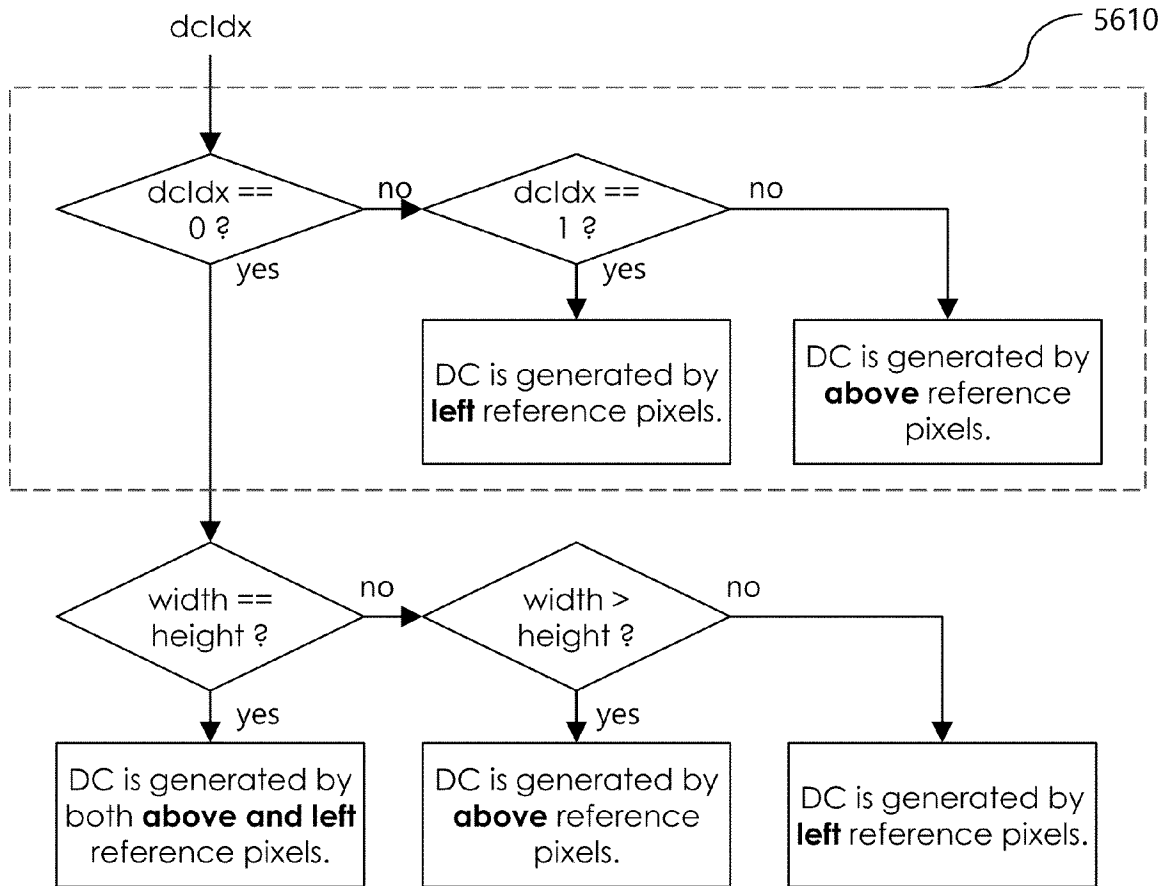 dcIdx
5610
dcIdx ==
0 ?
no
dcIdx ==
1 ?
no
yes
yes
DC is generated by
left reference pixels.
DC is generated by
above reference
pixels.
width ==
height ?
no
width >
height ?
no
yes
yes
DC is generated by
both above and left
reference pixels.
DC is generated by
above reference
pixels.
DC is generated by
left reference pixels.